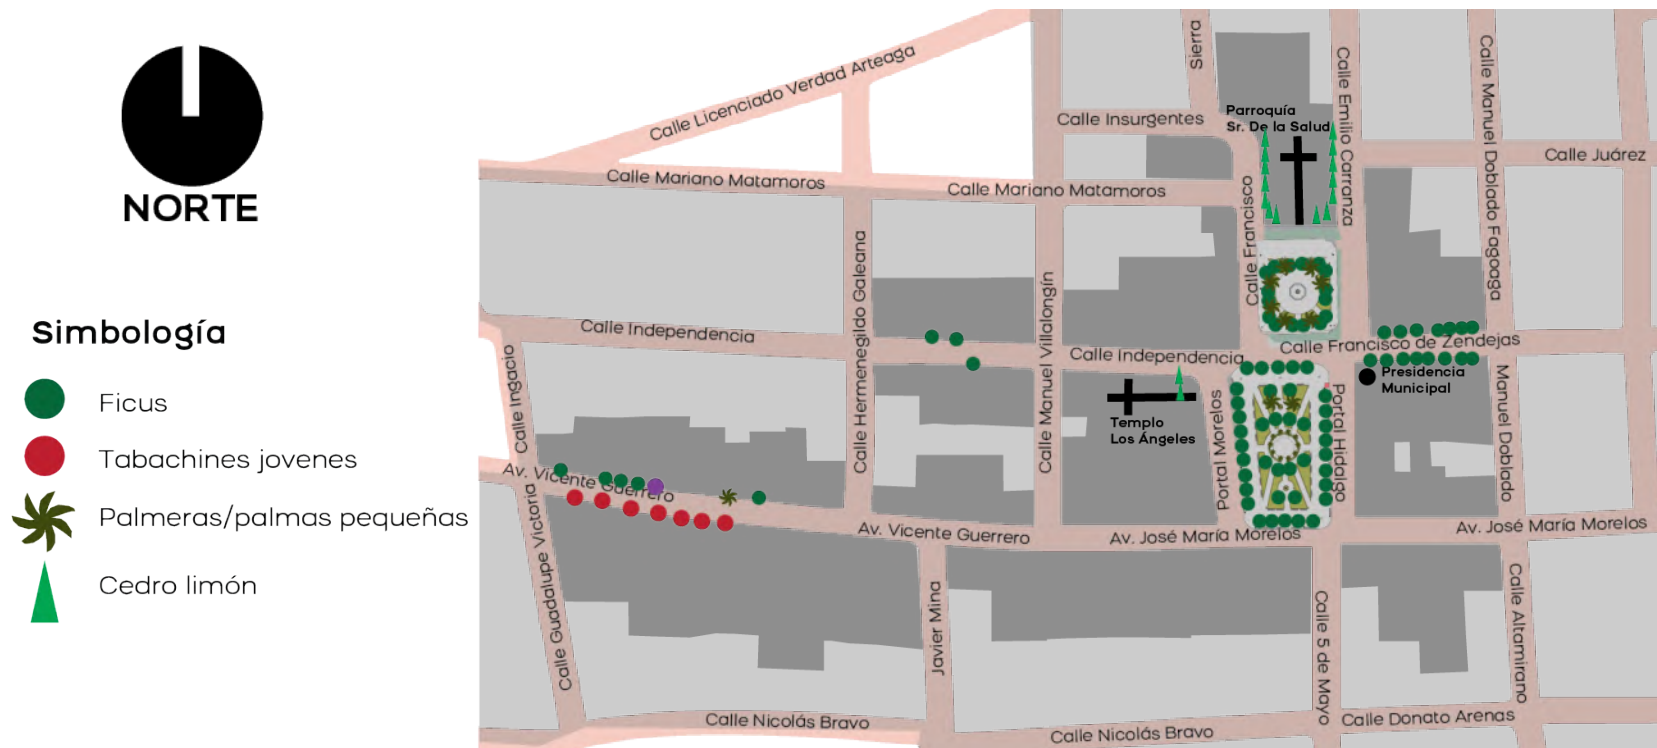 NORTE
Simbología
Ficus
Tabachines jovenes
Palmeras/palmas pequeñas
Cedro limón
Calle Licenciado Verdad Arteaga
Sierra
Calle Insurgentes
Parroquía
Sr. De la Salud
Calle Emilio Carranza
Calle Manuel Doblado Fagoaga
Calle Juárez
Calle Mariano Matamoros
Calle Mariano Matamoros
Calle Francisco
Calle Hermenegildo Galeana
Calle Manuel Villalongín
Calle Independencia
Calle Independencia
Calle Francisco de Zendejas
Presidencia
Municipal
Templo
Los Ángeles
Portal Morelos
Portal Hidalgo
Manuel Doblado
Calle Ingacio
Av. Vicente Guerrero
Av. Vicente Guerrero
Av. José María Morelos
Av. José María Morelos
Calle Guadalupe Victoria
Javier Mina
Calle 5 de Mayo
Calle Altamirano
Calle Nicolás Bravo
Calle Nicolás Bravo
Calle Donato Arenas